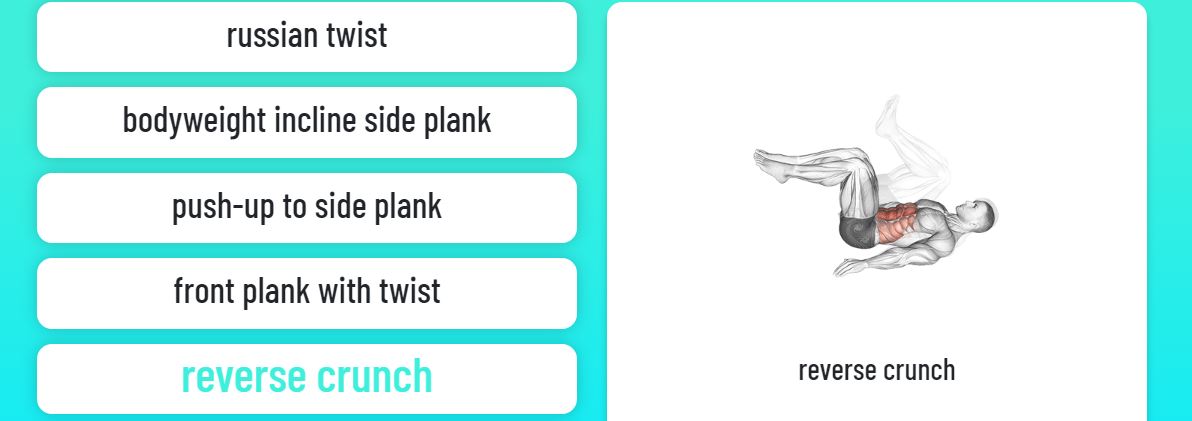 russian twist
bodyweight incline side plank
push-up to side plank
front plank with twist
reverse crunch
reverse crunch